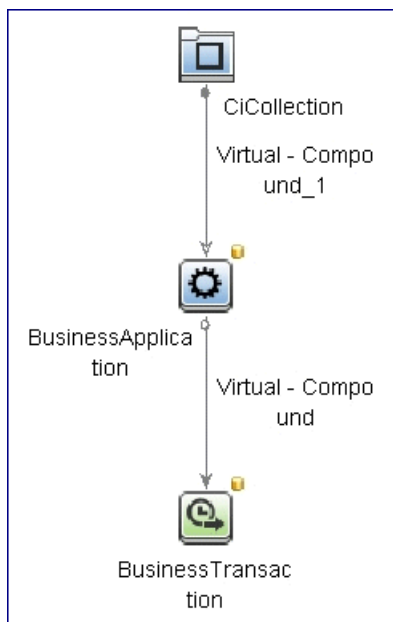 CiCollection
Virtual - Compo
und_1
BusinessApplica
tion
Virtual - Compo
und
BusinessTransac
tion